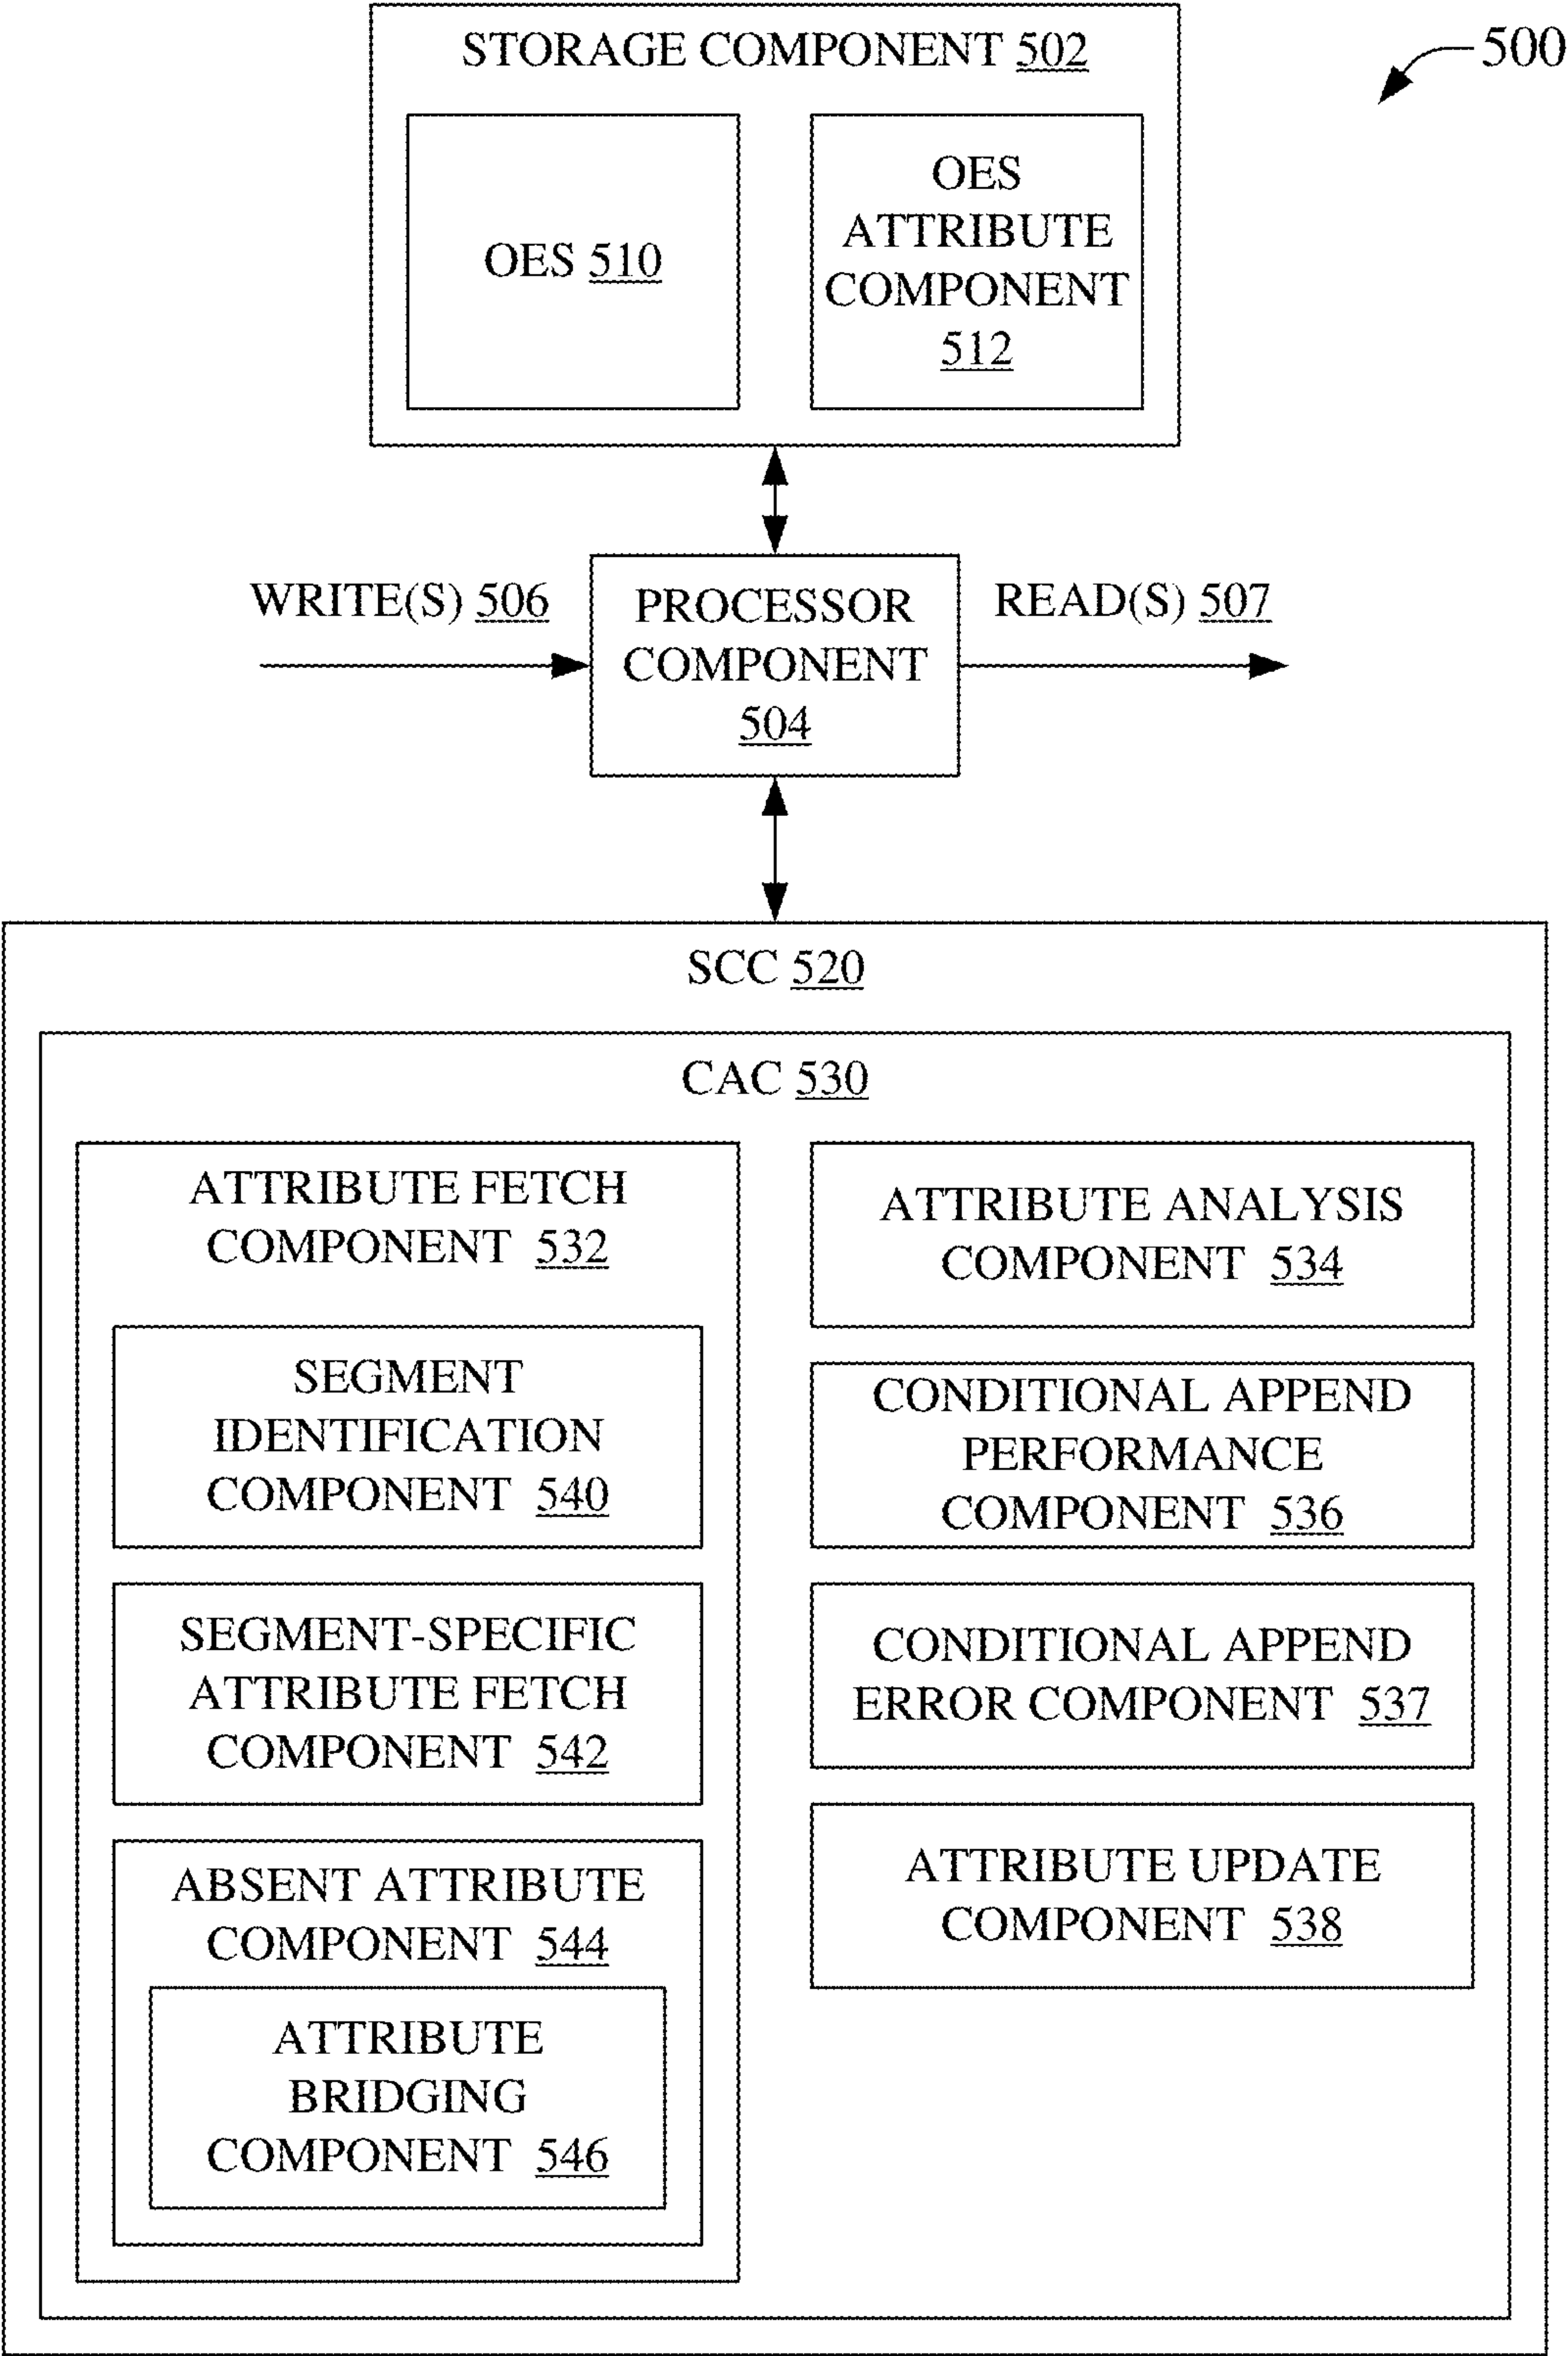 STORAGE COMPONENT 502
500
OES 510
OES
ATTRIBUTE
COMPONENT
512
WRITE(S) 506
PROCESSOR
COMPONENT
504
READ(S) 507
SCC 520
CAC 530
ATTRIBUTE FETCH
COMPONENT 532
SEGMENT
IDENTIFICATION
COMPONENT 540
SEGMENT-SPECIFIC
ATTRIBUTE FETCH
COMPONENT 542
ABSENT ATTRIBUTE
COMPONENT 544
ATTRIBUTE
BRIDGING
COMPONENT 546
ATTRIBUTE ANALYSIS
COMPONENT 534
CONDITIONAL APPEND
PERFORMANCE
COMPONENT 536
CONDITIONAL APPEND
ERROR COMPONENT 537
ATTRIBUTE UPDATE
COMPONENT 538